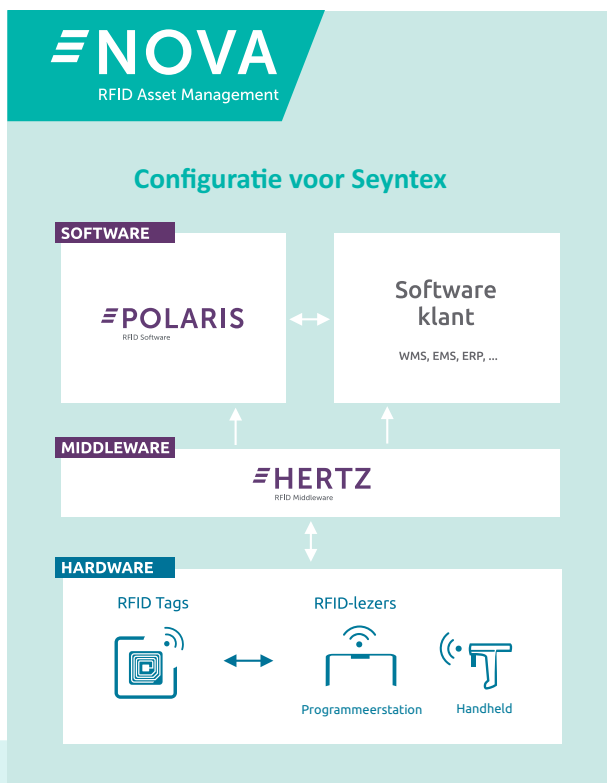 NOVA
RFID Asset Management
Configuratie voor Seyntex
SOFTWARE
POLARIS
RFID Software
Software
klant
WMS, EMS, ERP, ...
MIDDLEWARE
HERTZ
RFID Middleware
HARDWARE
RFID Tags
RFID-lezers
Programmeerstation
Handheld